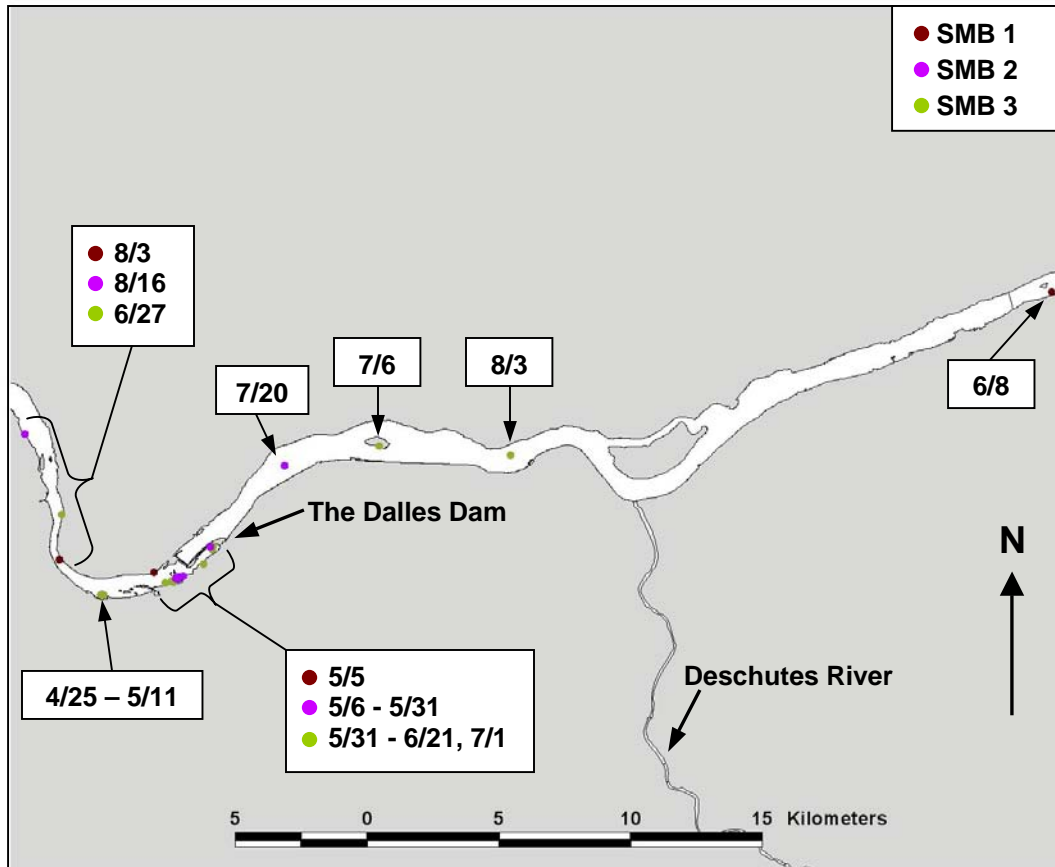 SMB 1
SMB 2
SMB 3
8/3
8/16
6/27
7/20
7/6
8/3
6/8
The Dalles Dam
N
4/25 – 5/11
5/5
5/6 - 5/31
5/31 - 6/21, 7/1
Deschutes River
5 0 5 10 15 Kilometers